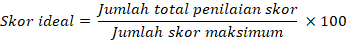 Skor ideal = Jumlah total penilaian skor / Jumlah skor maksimum × 100